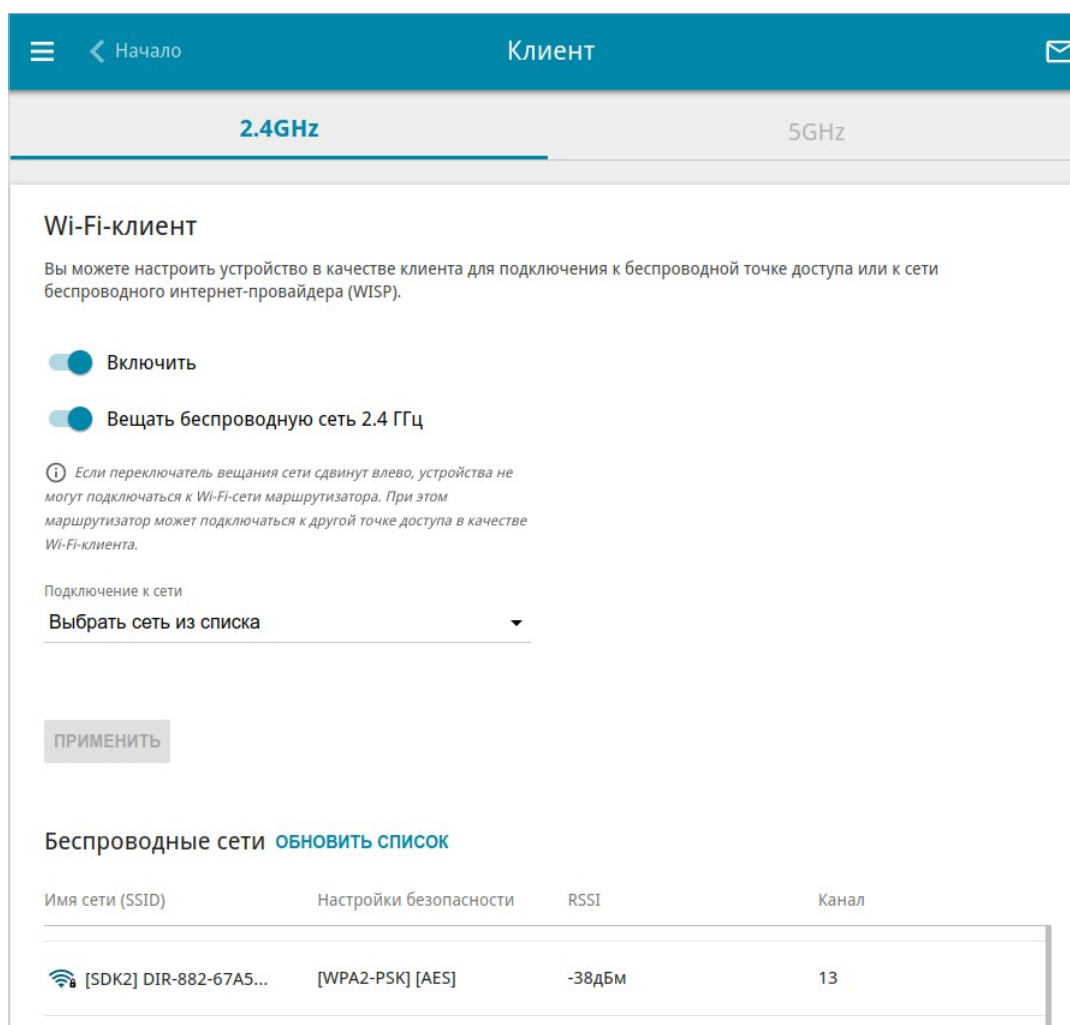 Начало
Клиент
2.4GHz
5GHz
Wi-Fi-клиент
Вы можете настроить устройство в качестве клиента для подключения к беспроводной точке доступа или к сети
беспроводного интернет-провайдера (WISP).
Включить
Вещать беспроводную сеть 2.4 ГГц
Если переключатель вещания сети сдвинут влево, устройства не
могут подключаться к Wi-Fi-сети маршрутизатора. При этом
маршрутизатор может подключаться к другой точке доступа в качестве
Wi-Fi-клиента.
Подключение к сети
Выбрать сеть из списка
ПРИМЕНИТЬ
Беспроводные сети ОБНОВИТЬ СПИСОК
Имя сети (SSID) Настройки безопасности RSSI Канал
[SDK2] DIR-882-67A5... [WPA2-PSK] [AES] -38дБм 13